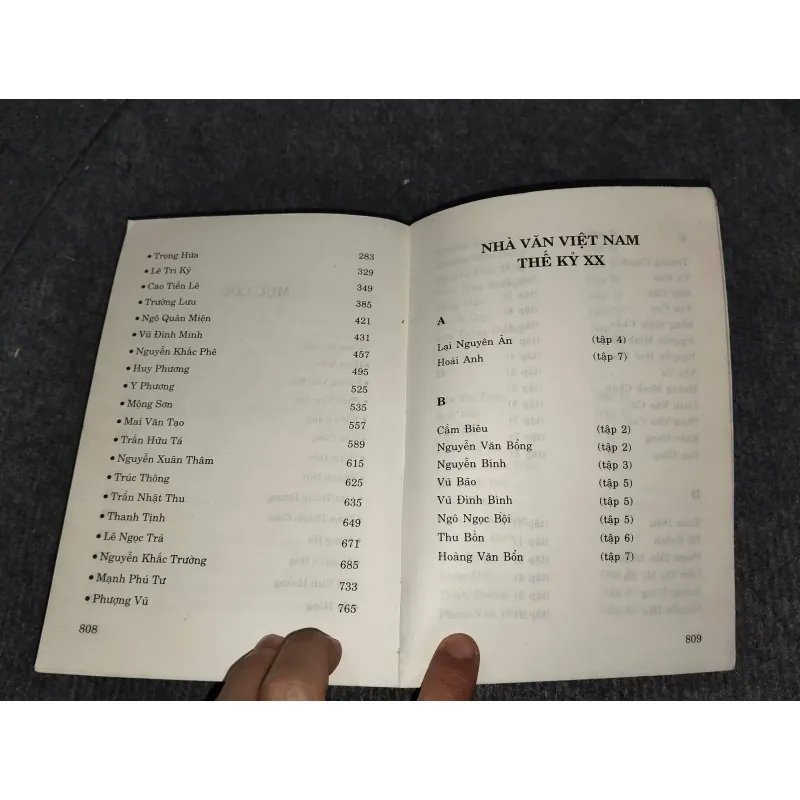 • Trọng Hứa 283
• Lê Tri Kỷ 329
• Cao Tiến Lê 349
• Trường Lưu 385
• Ngô Quân Miện 421
• Vũ Đình Minh 431
• Nguyễn Khắc Phê 457
• Huy Phương 495
• Y Phương 525
• Mộng Sơn 535
• Mai Văn Tạo 557
• Trần Hữu Tá 589
• Nguyễn Xuân Thâm 615
• Trúc Thông 625
• Trần Nhật Thu 635
• Thanh Tịnh 649
• Lê Ngọc Trà 671
• Nguyễn Khắc Trường 685
• Mạnh Phú Tư 733
• Phượng Vũ 765
808
NHÀ VĂN VIỆT NAM
THẾ KỶ XX
A
Lại Nguyên Ân (tập 4)
Hoài Anh (tập 7)
B
Cầm Biêu (tập 2)
Nguyễn Văn Bổng (tập 2)
Nguyễn Bính (tập 3)
Vũ Bão (tập 5)
Vũ Đình Bình (tập 5)
Ngô Ngọc Bội (tập 5)
Thu Bồn (tập 6)
Hoàng Văn Bổn (tập 7)
809